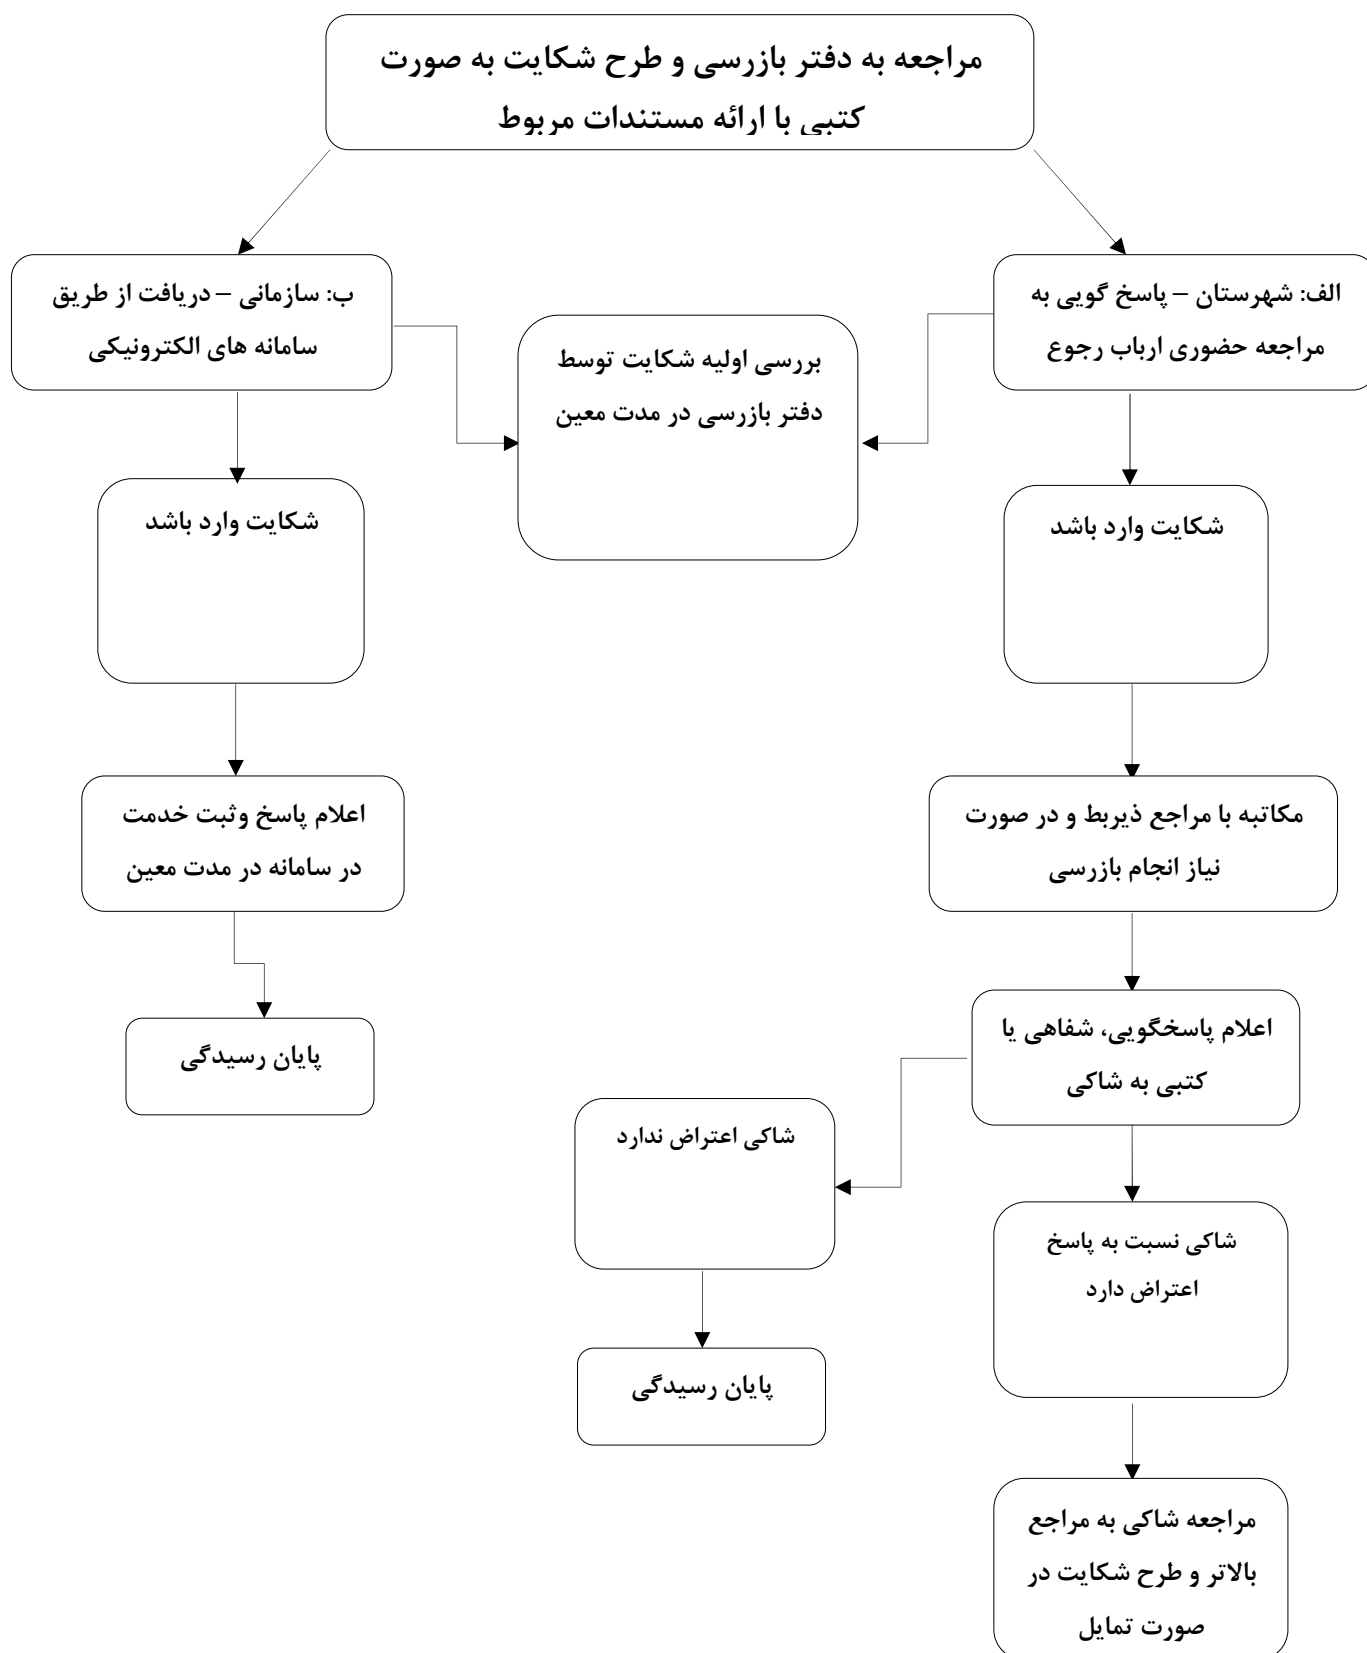 مراجعه به دفتر بازرسی و طرح شکایت به صورت
کتبی با ارائه مستندات مربوط
الف: شهرستان – پاسخ گویی به
مراجعه حضوری ارباب رجوع
ب: سازمانی – دریافت از طریق
سامانه های الکترونیکی
بررسی اولیه شکایت توسط
دفتر بازرسی در مدت معین
شکایت وارد باشد
شکایت وارد باشد
مکاتبه با مراجع ذیربط و در صورت
نیاز انجام بازرسی
اعلام پاسخ وثبت خدمت
در سامانه در مدت معین
اعلام پاسخگویی، شفاهی یا
کتبی به شاکی
پایان رسیدگی
شاکی اعتراض ندارد
شاکی نسبت به پاسخ
اعتراض دارد
پایان رسیدگی
مراجعه شاکی به مراجع
بالاتر و طرح شکایت در
صورت تمایل